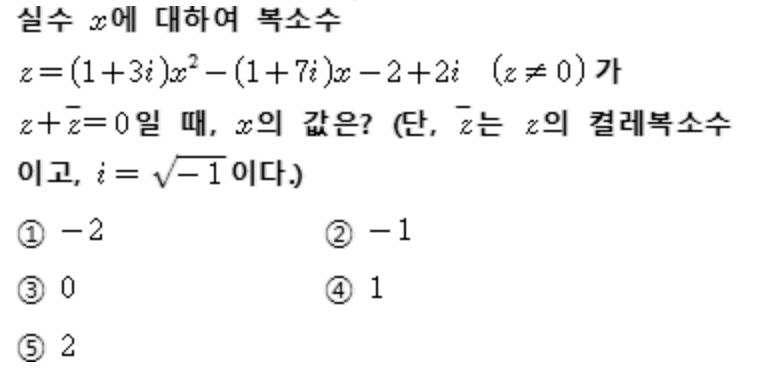 실수 x에 대하여 복소수
z=(1+3i)x²-(1+7i)x-2+2i (z≠0)가
z+z̄=0일 때, x의 값은? (단, z̄는 z의 켤레복소수
이고, i=√-1이다.)
① -2 ② -1
③ 0 ④ 1
⑤ 2